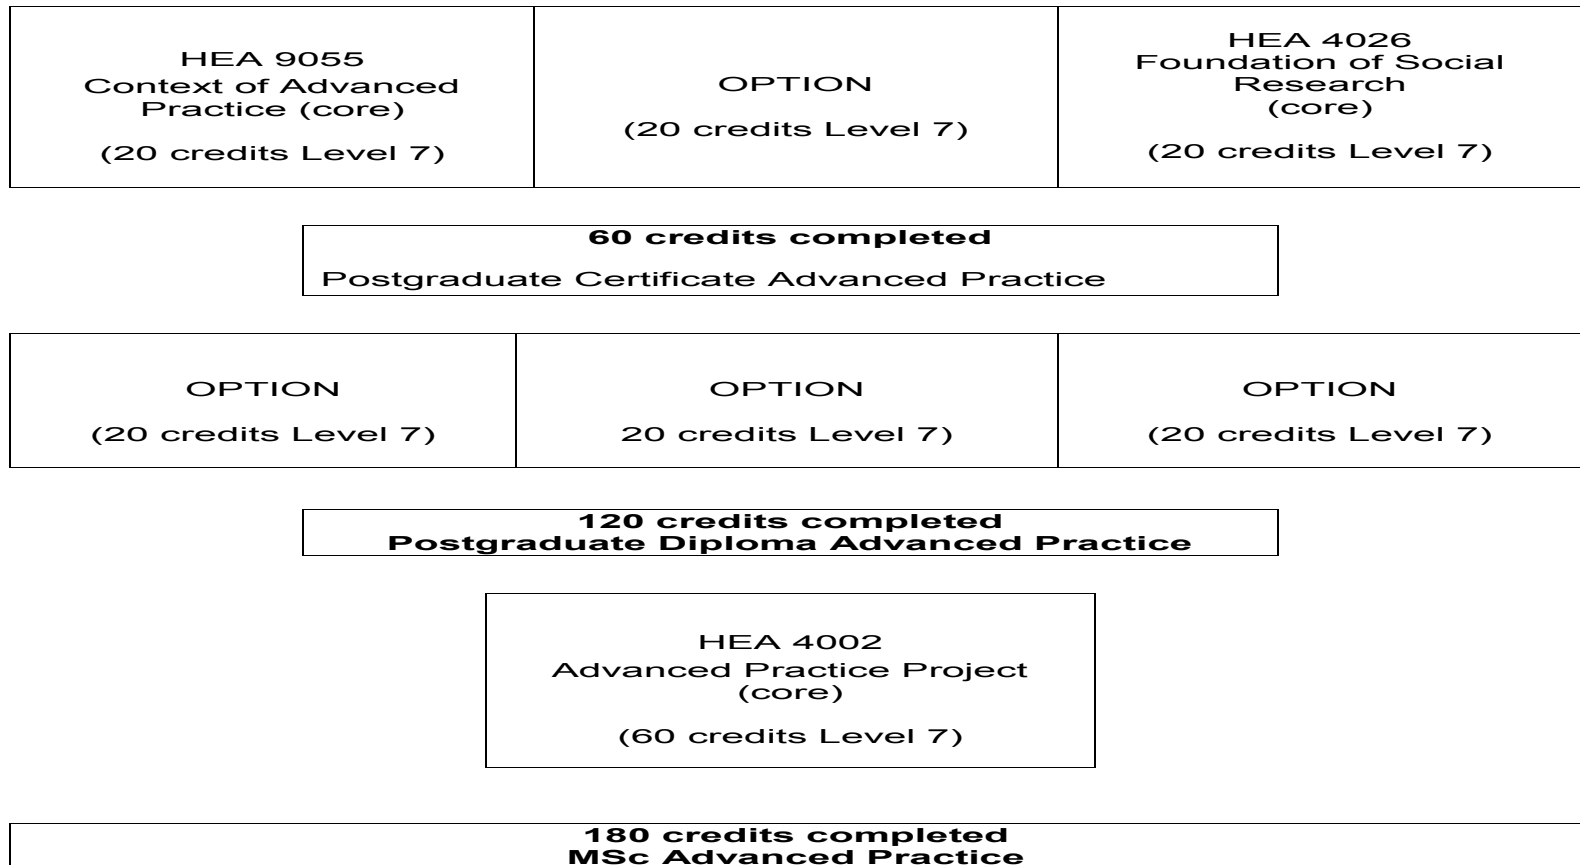 HEA 9055
Context of Advanced
Practice (core)
(20 credits Level 7)
OPTION
(20 credits Level 7)
HEA 4026
Foundation of Social
Research
(core)
(20 credits Level 7)
60 credits completed
Postgraduate Certificate Advanced Practice
OPTION
(20 credits Level 7)
OPTION
20 credits Level 7)
OPTION
(20 credits Level 7)
120 credits completed
Postgraduate Diploma Advanced Practice
HEA 4002
Advanced Practice Project
(core)
(60 credits Level 7)
180 credits completed
MSc Advanced Practice